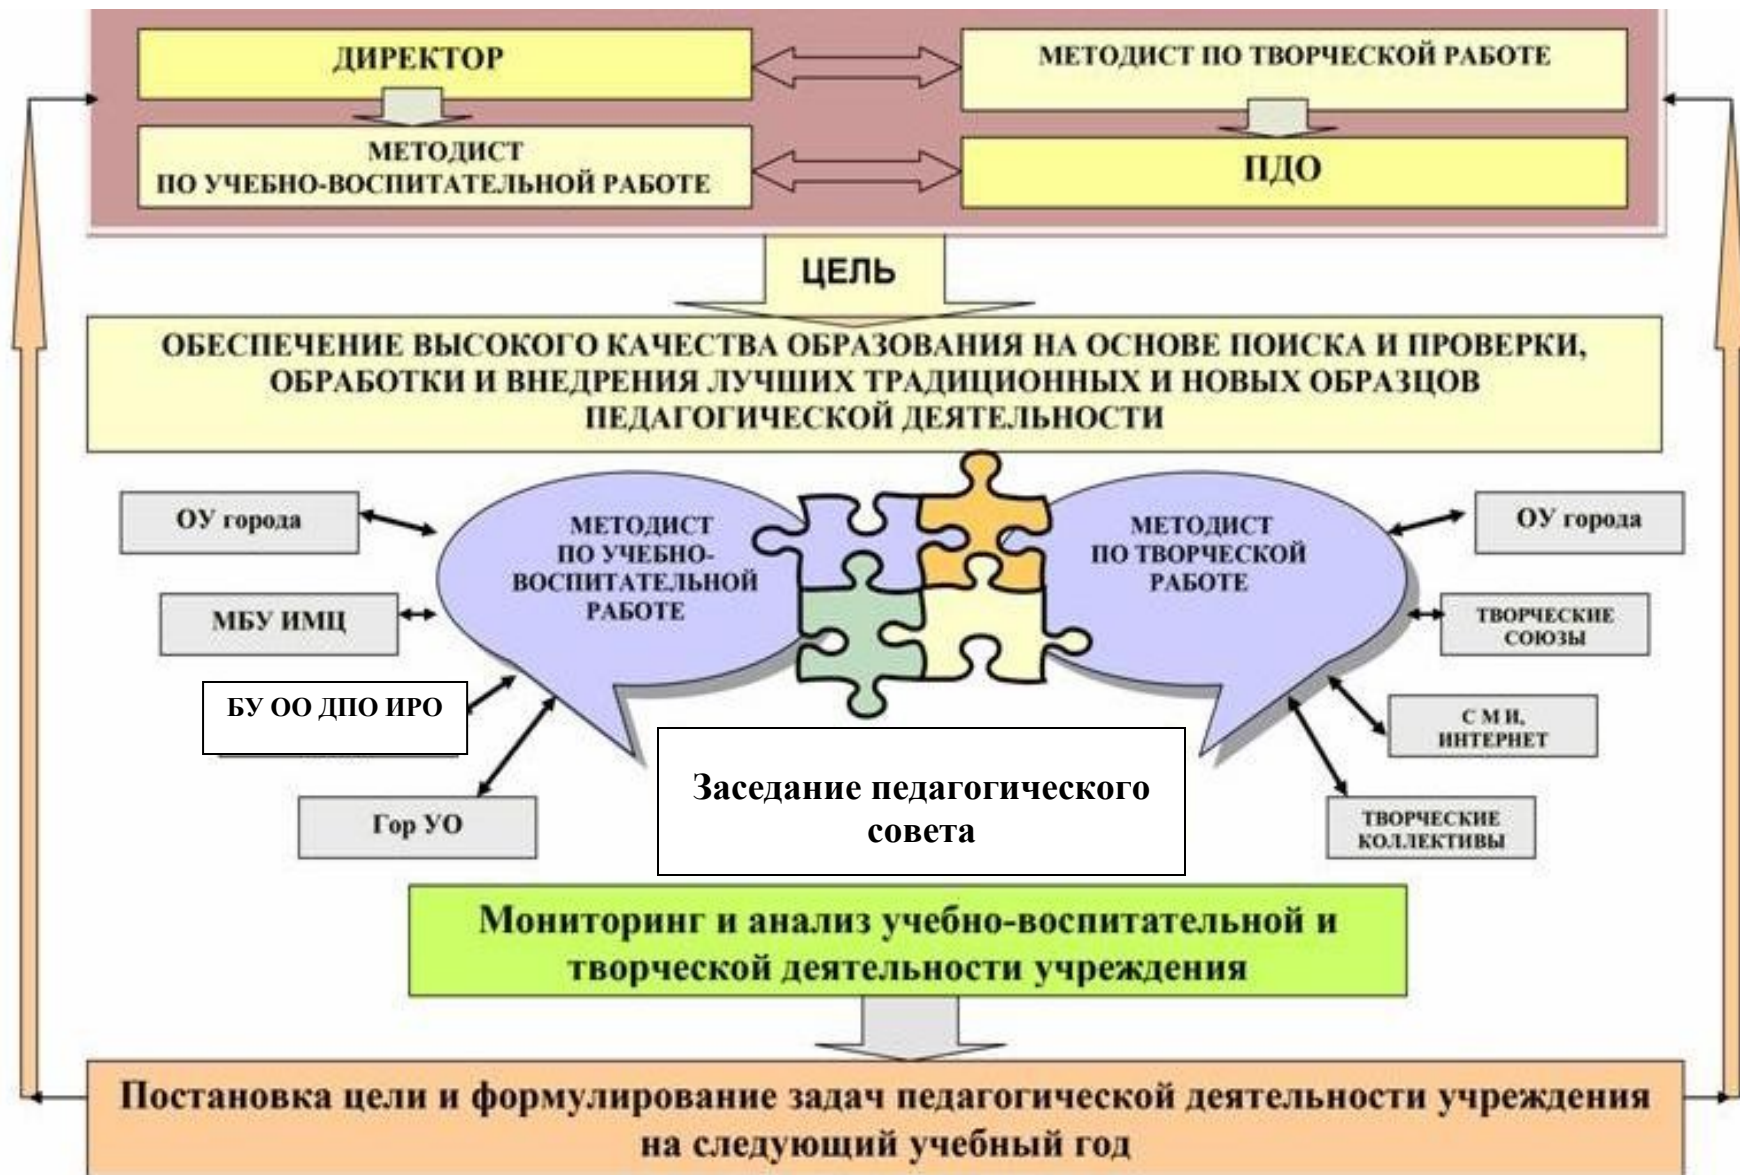 ДИРЕКТОР
МЕТОДИСТ ПО ТВОРЧЕСКОЙ РАБОТЕ
МЕТОДИСТ
ПО УЧЕБНО-ВОСПИТАТЕЛЬНОЙ РАБОТЕ
ПДО
ЦЕЛЬ
ОБЕСПЕЧЕНИЕ ВЫСОКОГО КАЧЕСТВА ОБРАЗОВАНИЯ НА ОСНОВЕ ПОИСКА И ПРОВЕРКИ,
ОБРАБОТКИ И ВНЕДРЕНИЯ ЛУЧШИХ ТРАДИЦИОННЫХ И НОВЫХ ОБРАЗЦОВ
ПЕДАГОГИЧЕСКОЙ ДЕЯТЕЛЬНОСТИ
ОУ города
МБУ ИМЦ
БУ ОО ДПО ИРО
Гор УО
МЕТОДИСТ
ПО УЧЕБНО-
ВОСПИТАТЕЛЬНОЙ
РАБОТЕ
МЕТОДИСТ
ПО ТВОРЧЕСКОЙ
РАБОТЕ
ОУ города
ТВОРЧЕСКИЕ
СОЮЗЫ
С М И,
ИНТЕРНЕТ
ТВОРЧЕСКИЕ
КОЛЛЕКТИВЫ
Заседание педагогического
совета
Мониторинг и анализ учебно-воспитательной и
творческой деятельности учреждения
Постановка цели и формулирование задач педагогической деятельности учреждения
на следующий учебный год